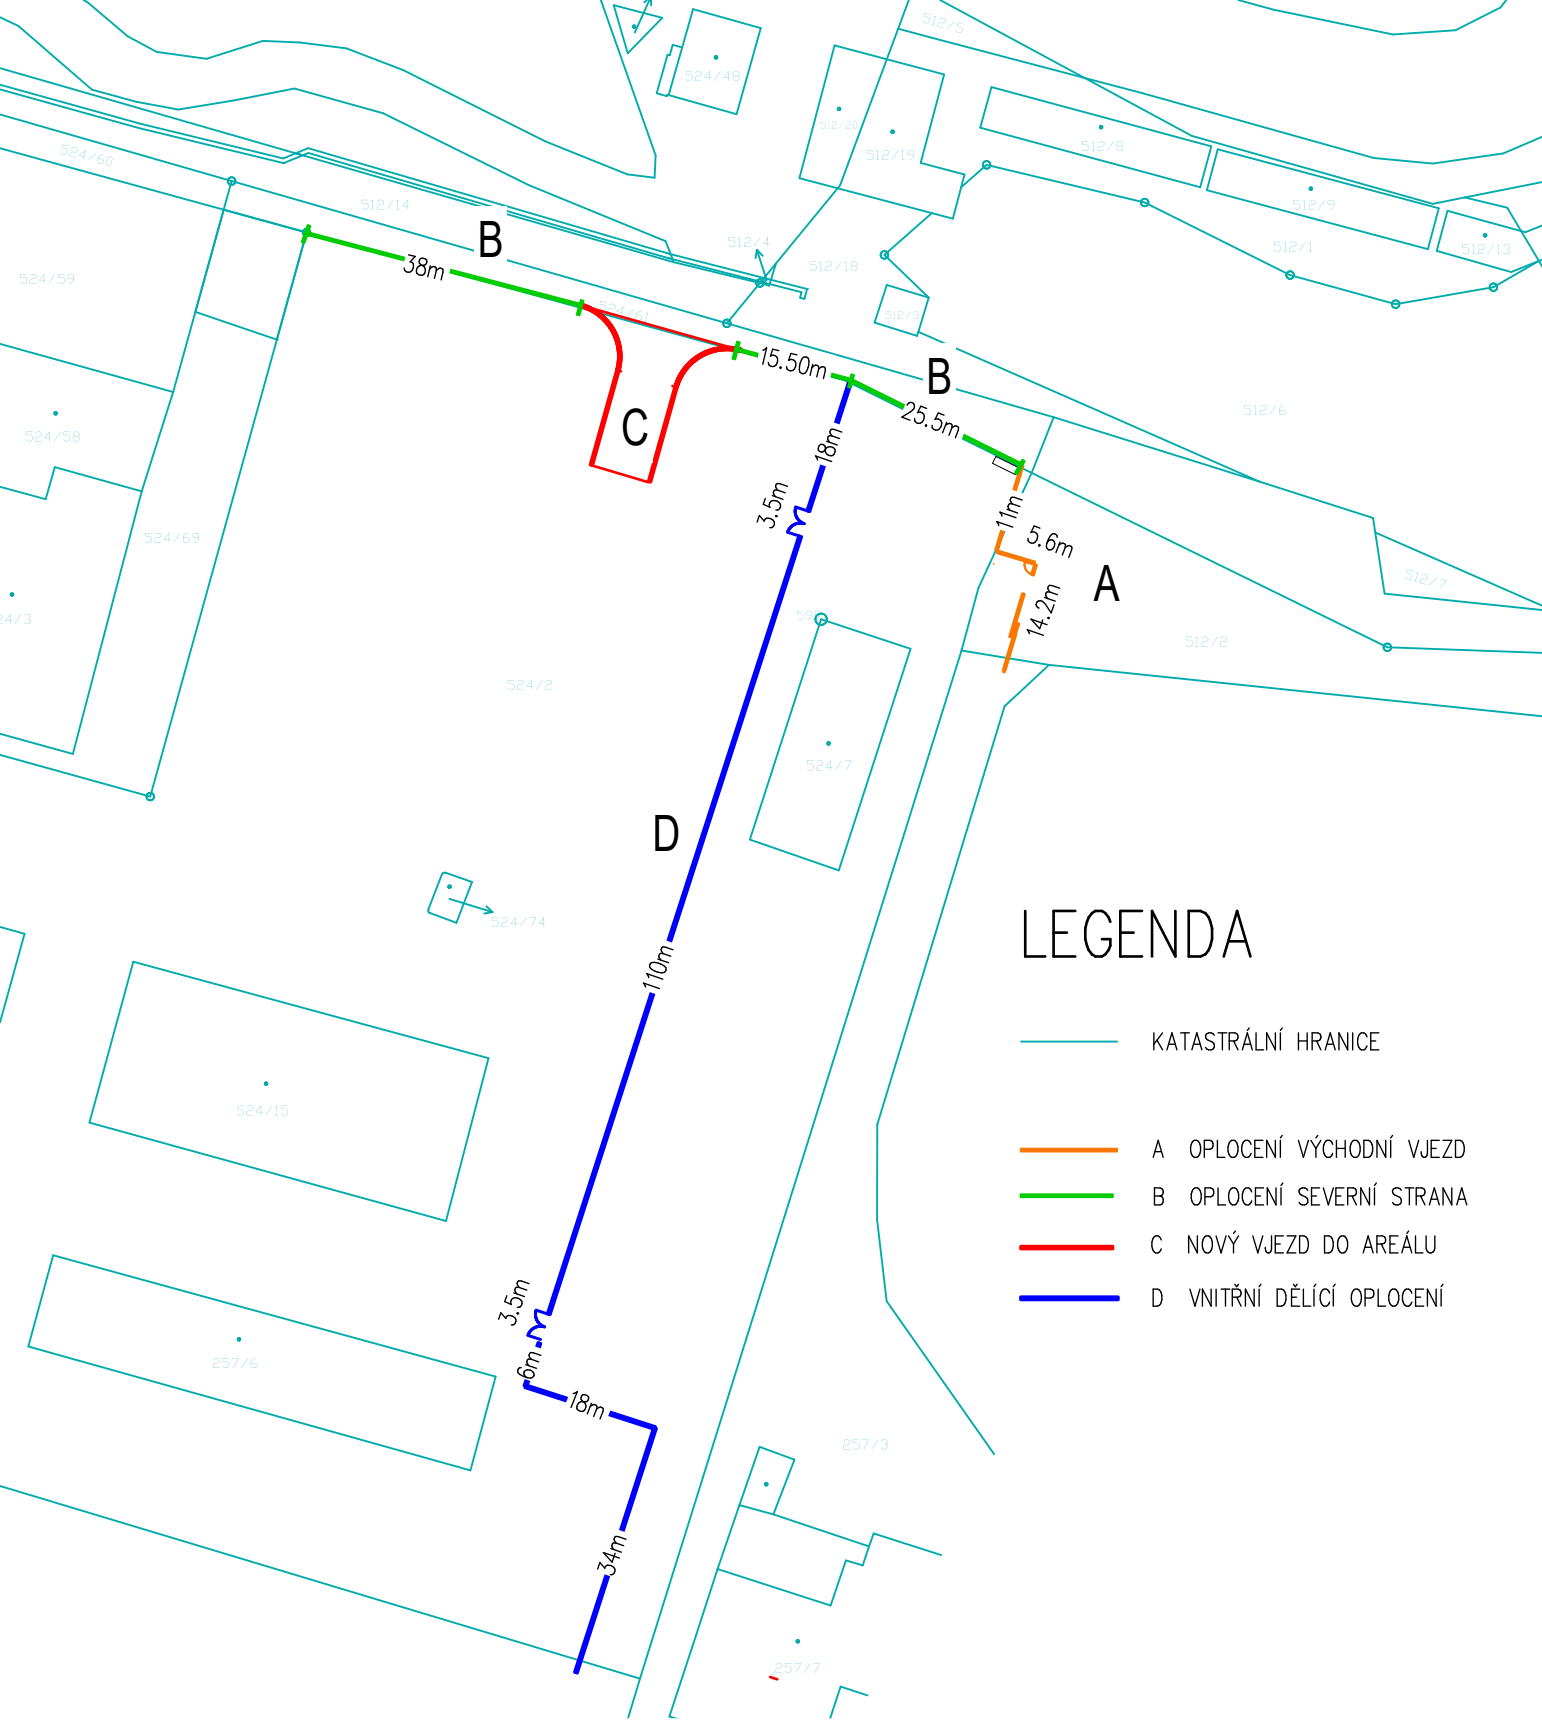 512/5
524/48
512/20
512/19
512/8
524/60
512/14
512/9
B
512/4
512/1
512/13
38m
512/18
524/59
524/61
512/3
15.50m
B
512/6
C
25.5m
524/58
18m
3.5m
11m
5.6m
524/69
A
512/7
14.2m
512/2
524/2
524/7
D
524/74
LEGENDA
110m
KATASTRÁLNÍ HRANICE
524/15
A OPLOCENÍ VÝCHODNÍ VJEZD
B OPLOCENÍ SEVERNÍ STRANA
C NOVÝ VJEZD DO AREÁLU
D VNITŘNÍ DĚLÍCÍ OPLOCENÍ
3.5m
6m
257/6
18m
257/3
34m
257/7